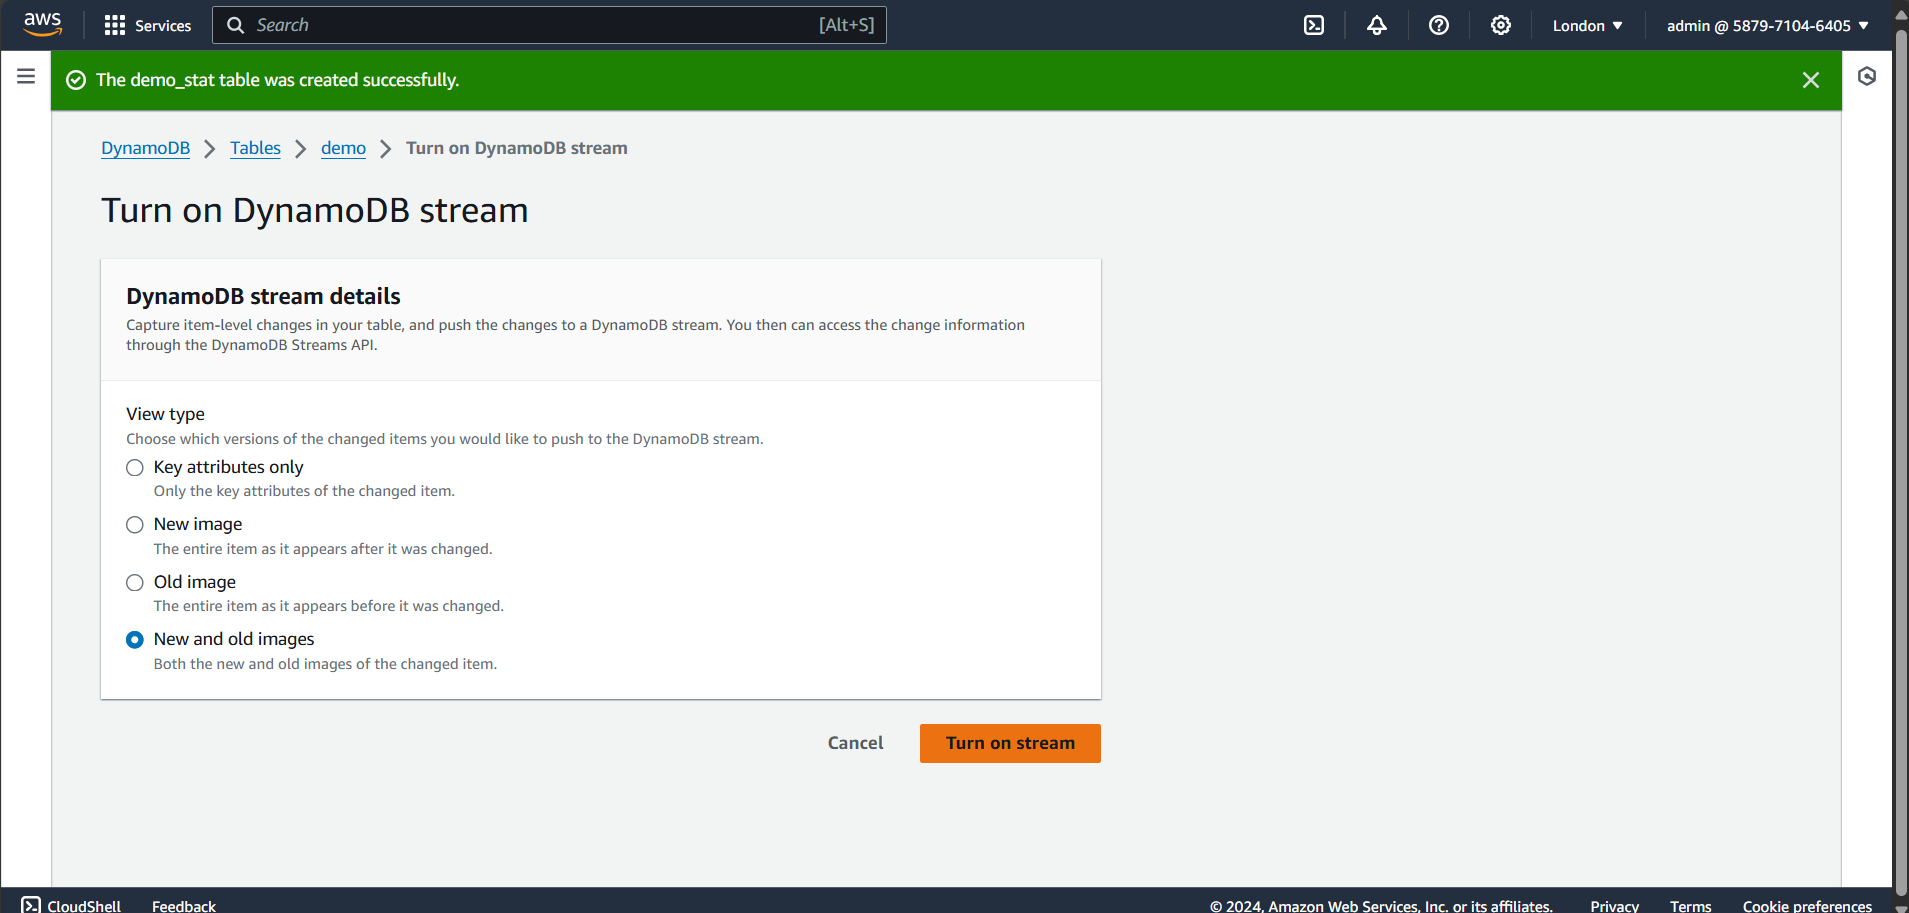 aws
Services
Search
[Alt+S]
London
admin @ 5879-7104-6405
The demo_stat table was created successfully.
DynamoDB
Tables
demo
Turn on DynamoDB stream
Turn on DynamoDB stream
DynamoDB stream details
Capture item-level changes in your table, and push the changes to a DynamoDB stream. You then can access the change information
through the DynamoDB Streams API.
View type
Choose which versions of the changed items you would like to push to the DynamoDB stream.
Key attributes only
Only the key attributes of the changed item.
New image
The entire item as it appears after it was changed.
Old image
The entire item as it appears before it was changed.
New and old images
Both the new and old images of the changed item.
Cancel
Turn on stream
CloudShell
Feedback
© 2024, Amazon Web Services, Inc. or its affiliates.
Privacy
Terms
Cookie preferences